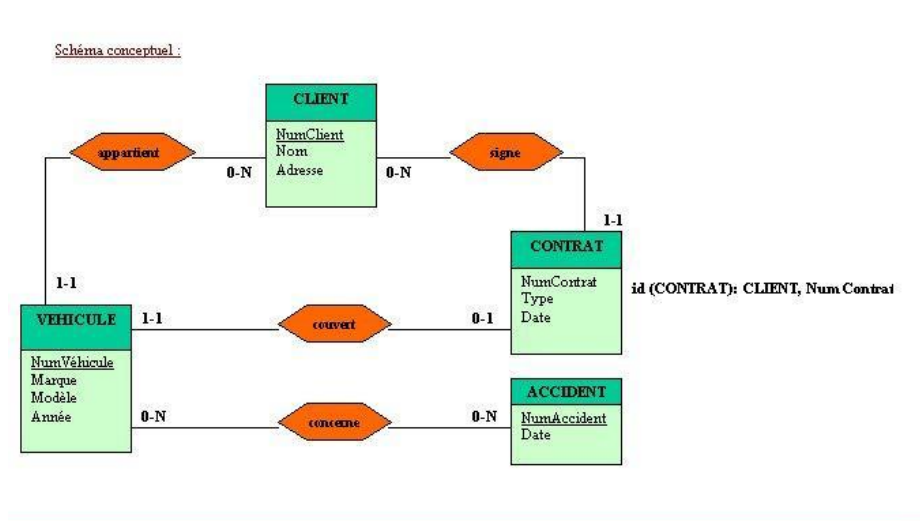 Schéma conceptuel :
CLIENT
NumClient
Nom
Adresse
appartient
0-N
0-N
signe
1-1
1-1
CONTRAT
NumContrat
Type
Date
id (CONTRAT): CLIENT, Num Contrat
VEHICULE
NumVéhicule
Marque
Modèle
Année
1-1
couvert
0-1
0-N
concerne
0-N
ACCIDENT
NumAccident
Date